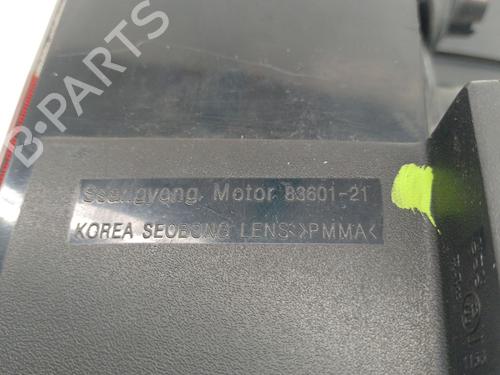 B-PARTS
Ssangyong Motor 83601-21
KOREA SEOBONG LENS>>PMMA<